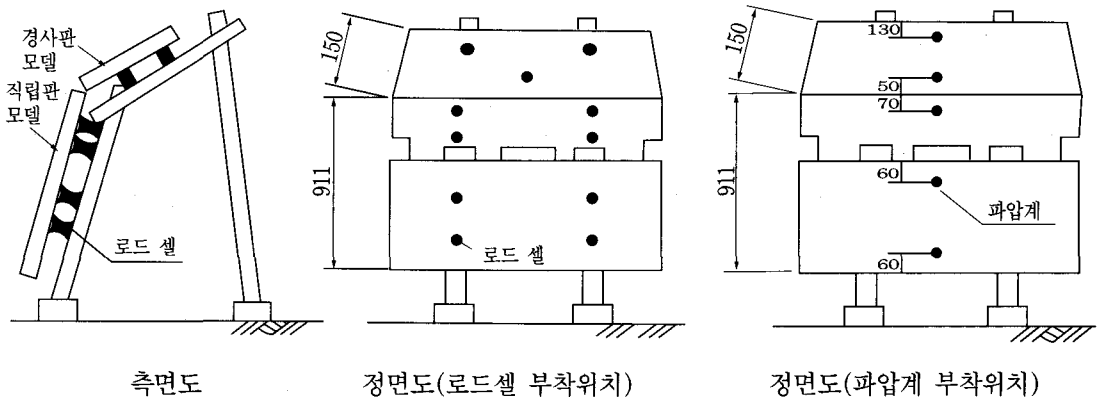 경사판
모델
직립판
모델
로드 셀
측면도
150
911
로드 셀
정면도(로드셀 부착위치)
150
130
50
70
911
60
파압계
60
정면도(파압계 부착위치)